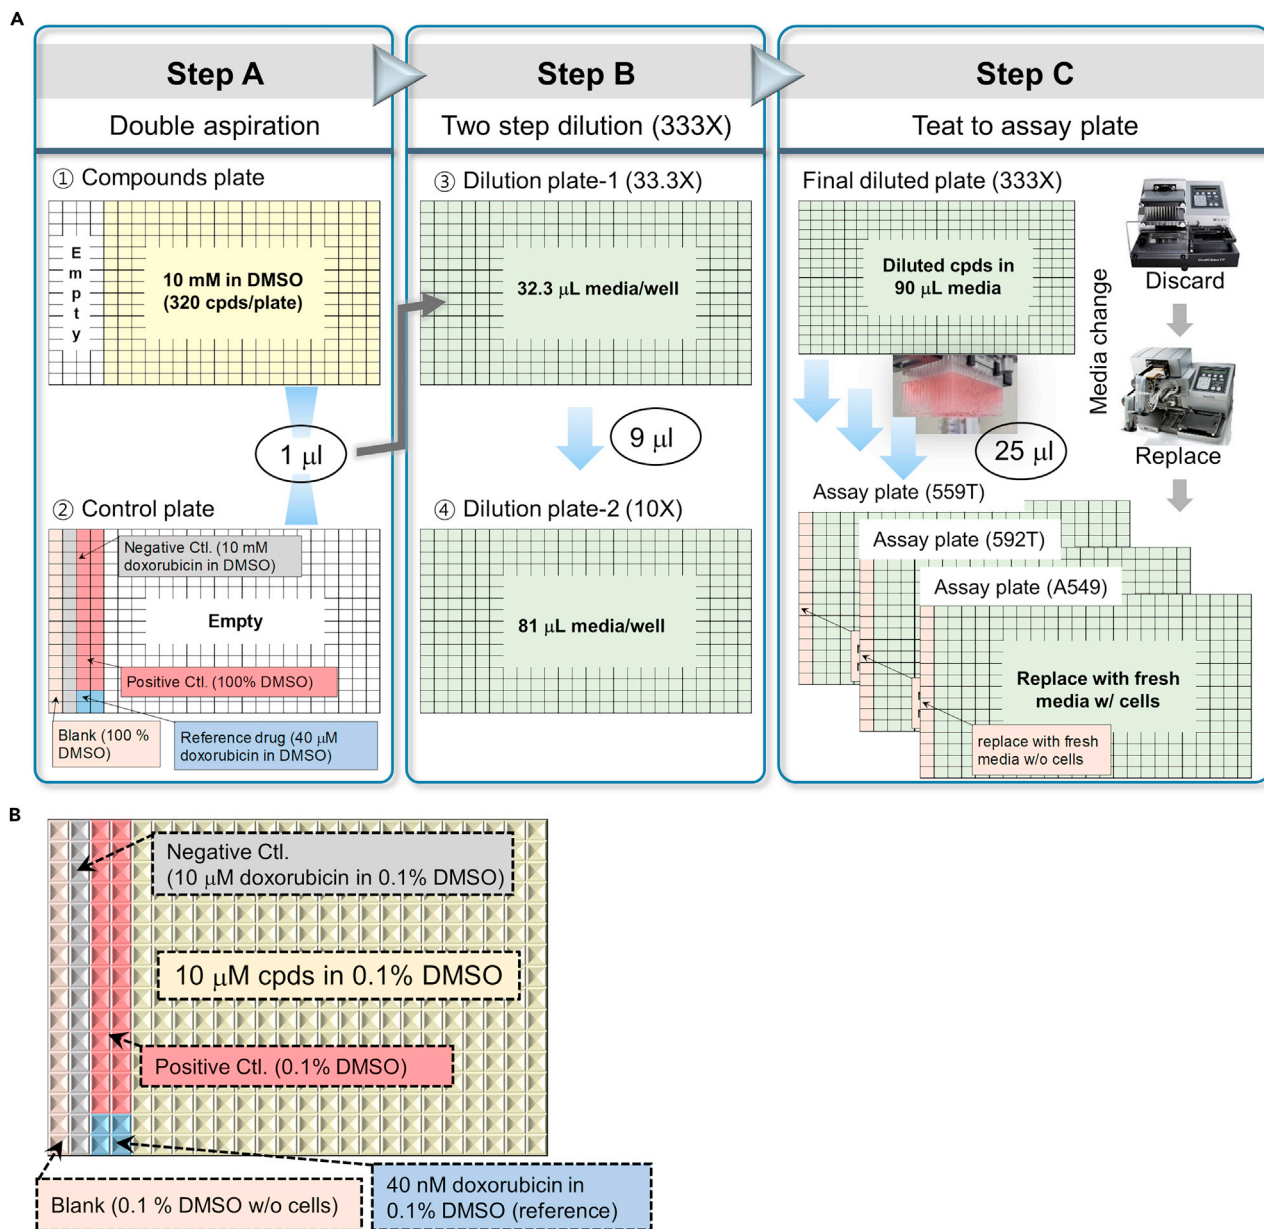 A
Step A
Double aspiration
① Compounds plate
Empty
10 mM in DMSO
(320 cpds/plate)
1 μl
② Control plate
Negative Ctl. (10 mM
doxorubicin in DMSO)
Empty
Positive Ctl. (100% DMSO)
Blank (100 %
DMSO)
Reference drug (40 μM
doxorubicin in DMSO)
Step B
Two step dilution (333X)
③ Dilution plate-1 (33.3X)
32.3 μL media/well
9 μl
④ Dilution plate-2 (10X)
81 μL media/well
Step C
Teat to assay plate
Final diluted plate (333X)
Diluted cpds in
90 μL media
Media change
Discard
Replace
25 μl
Assay plate (559T)
Assay plate (592T)
Assay plate (A549)
Replace with fresh
media w/ cells
replace with fresh
media w/o cells
B
Negative Ctl.
(10 μM doxorubicin in 0.1% DMSO)
10 μM cpds in 0.1% DMSO
Positive Ctl. (0.1% DMSO)
Blank (0.1 % DMSO w/o cells)
40 nM doxorubicin in
0.1% DMSO (reference)